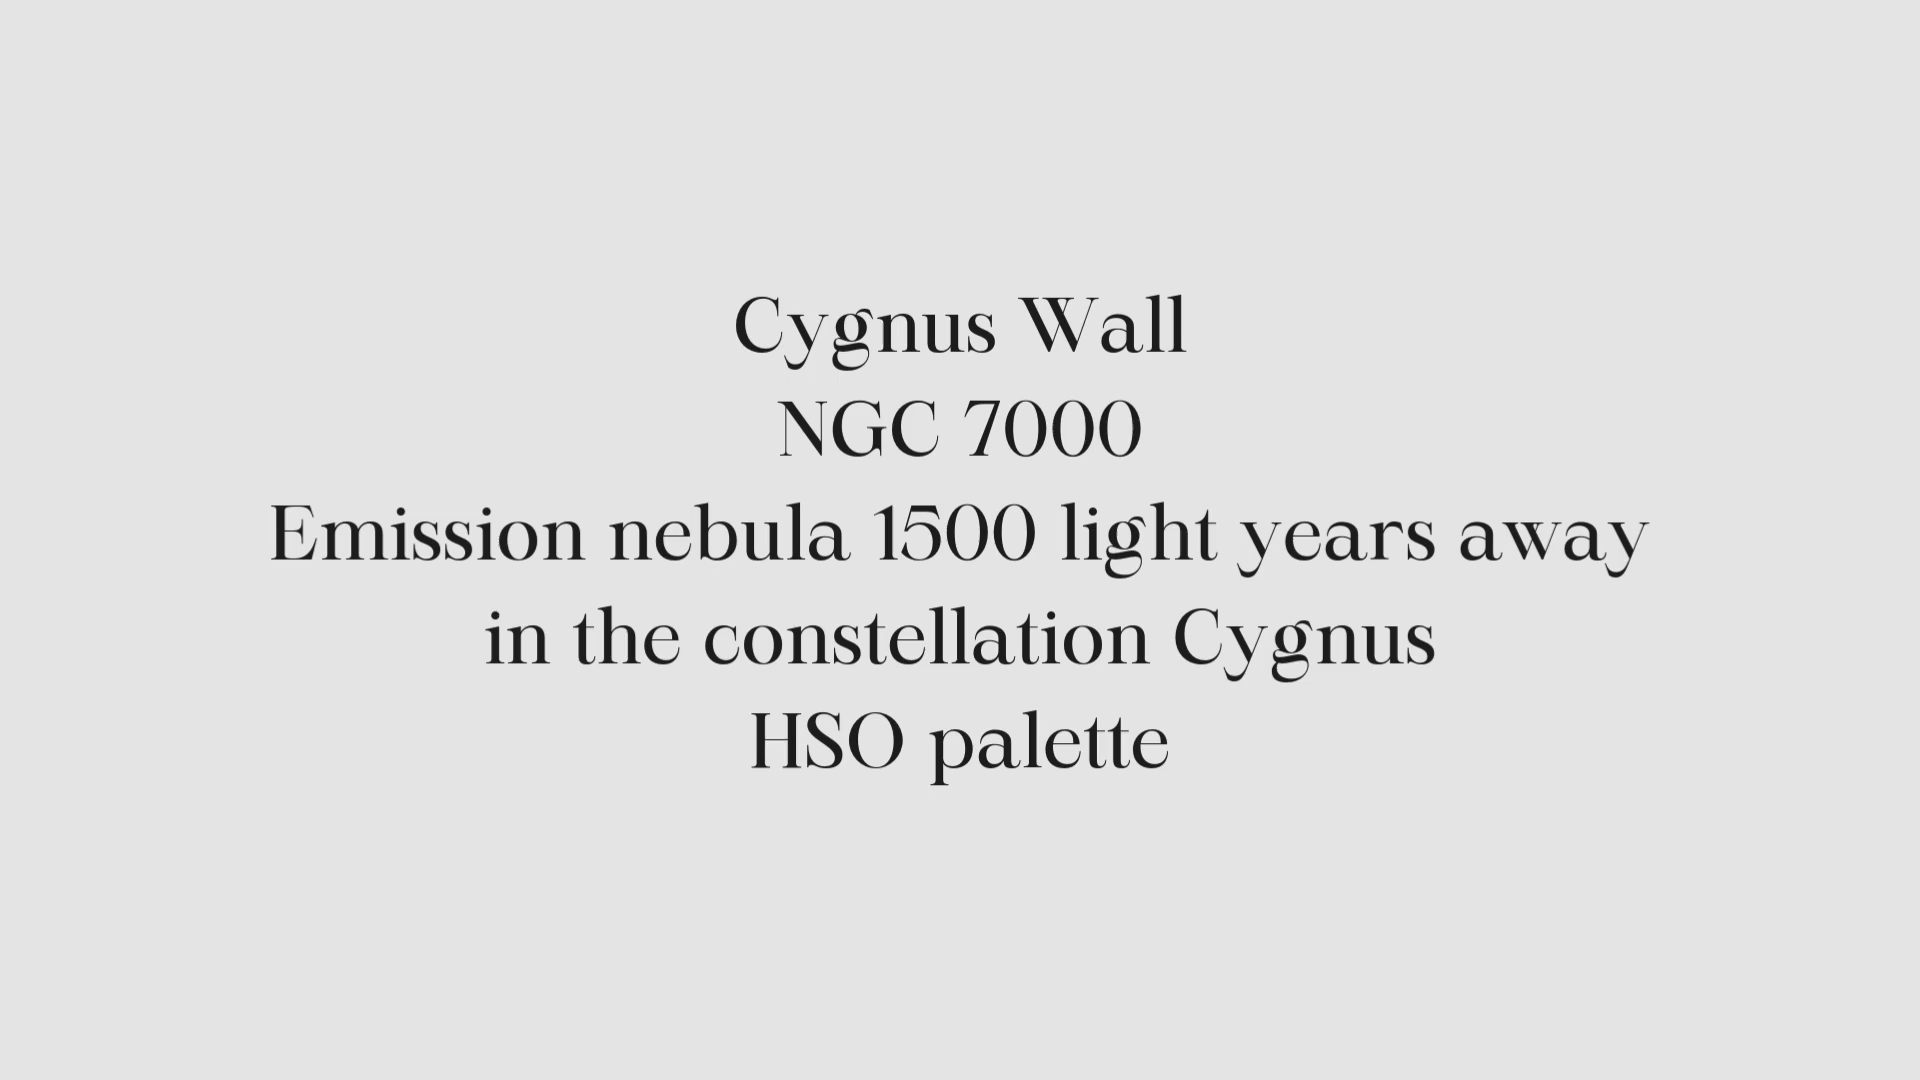 Cygnus Wall
NGC 7000
Emission nebula 1500 light years away
in the constellation Cygnus
HSO palette